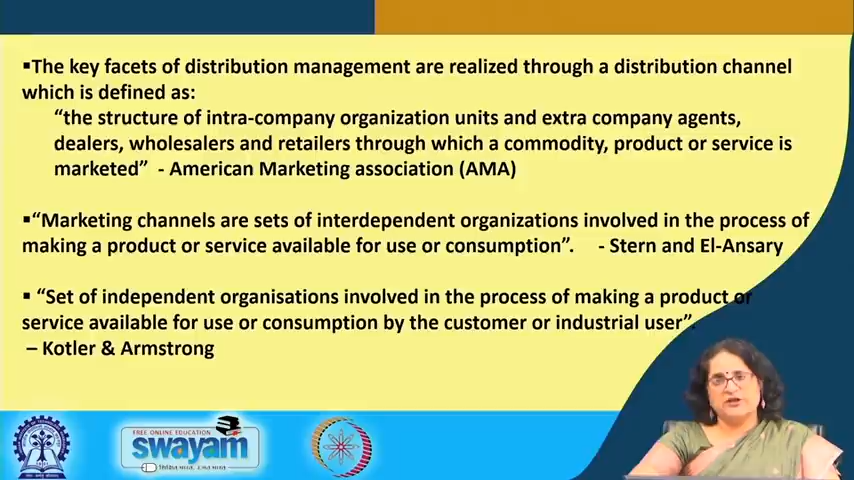 ▪The key facets of distribution management are realized through a distribution channel
which is defined as:
“the structure of intra-company organization units and extra company agents,
dealers, wholesalers and retailers through which a commodity, product or service is
marketed” - American Marketing association (AMA)
▪“Marketing channels are sets of interdependent organizations involved in the process of
making a product or service available for use or consumption”. - Stern and El-Ansary
▪ “Set of independent organisations involved in the process of making a product or
service available for use or consumption by the customer or industrial user”.
– Kotler & Armstrong
FREE ONLINE EDUCATION
swayam